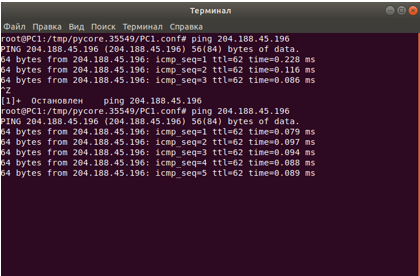 Терминал
Файл Правка Вид Поиск Терминал Справка
root@PC1:/tmp/pycore.35549/PC1.conf# ping 204.188.45.196
PING 204.188.45.196 (204.188.45.196) 56(84) bytes of data.
64 bytes from 204.188.45.196: icmp_seq=1 ttl=62 time=0.228 ms
64 bytes from 204.188.45.196: icmp_seq=2 ttl=62 time=0.116 ms
64 bytes from 204.188.45.196: icmp_seq=3 ttl=62 time=0.086 ms
^Z
[1]+  Остановлен    ping 204.188.45.196
root@PC1:/tmp/pycore.35549/PC1.conf# ping 204.188.45.196
PING 204.188.45.196 (204.188.45.196) 56(84) bytes of data.
64 bytes from 204.188.45.196: icmp_seq=1 ttl=62 time=0.079 ms
64 bytes from 204.188.45.196: icmp_seq=2 ttl=62 time=0.097 ms
64 bytes from 204.188.45.196: icmp_seq=3 ttl=62 time=0.094 ms
64 bytes from 204.188.45.196: icmp_seq=4 ttl=62 time=0.088 ms
64 bytes from 204.188.45.196: icmp_seq=5 ttl=62 time=0.089 ms